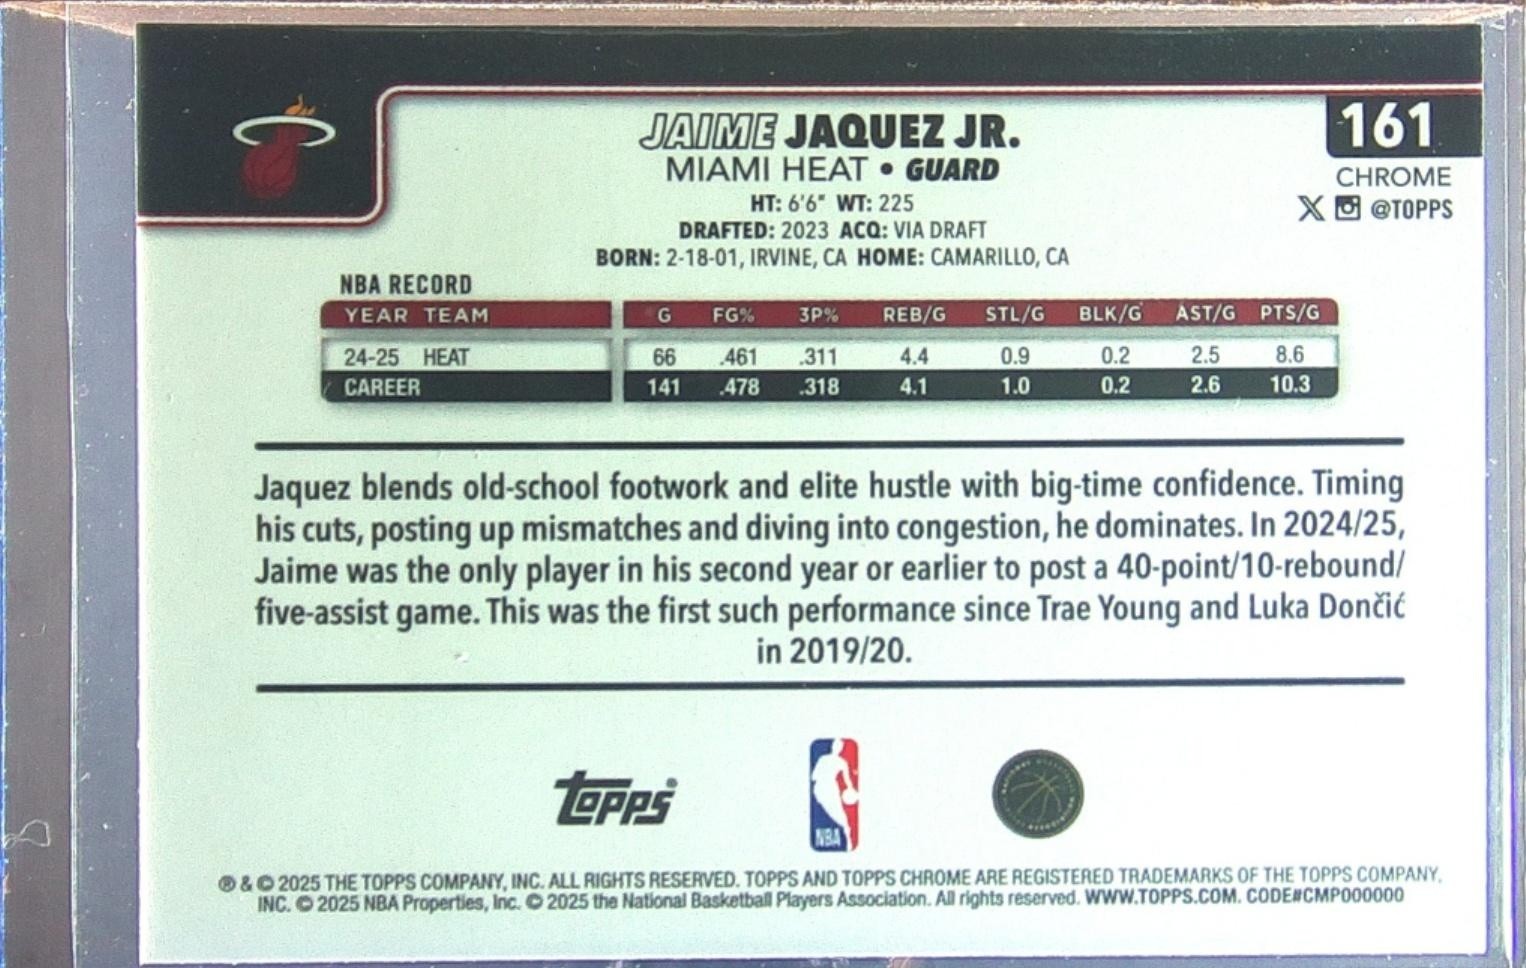 JAIME JAQUEZ JR.
161
MIAMI HEAT • GUARD
CHROME
HT: 6'6" WT: 225
X @TOPPS
DRAFTED: 2023 ACQ: VIA DRAFT
BORN: 2-18-01, IRVINE, CA HOME: CAMARILLO, CA
NBA RECORD
YEAR TEAM G FG% 3P% REB/G STL/G BLK/G AST/G PTS/G
24-25 HEAT 66 .461 .311 4.4 0.9 0.2 2.5 8.6
CAREER 141 .478 .318 4.1 1.0 0.2 2.6 10.3
Jaquez blends old-school footwork and elite hustle with big-time confidence. Timing
his cuts, posting up mismatches and diving into congestion, he dominates. In 2024/25,
Jaime was the only player in his second year or earlier to post a 40-point/10-rebound/
five-assist game. This was the first such performance since Trae Young and Luka Dončić
in 2019/20.
Topps
NBA
® & © 2025 THE TOPPS COMPANY, INC. ALL RIGHTS RESERVED. TOPPS AND TOPPS CHROME ARE REGISTERED TRADEMARKS OF THE TOPPS COMPANY,
INC. © 2025 NBA Properties, Inc. © 2025 the National Basketball Players Association. All rights reserved. WWW.TOPPS.COM. CODE#CMP000000